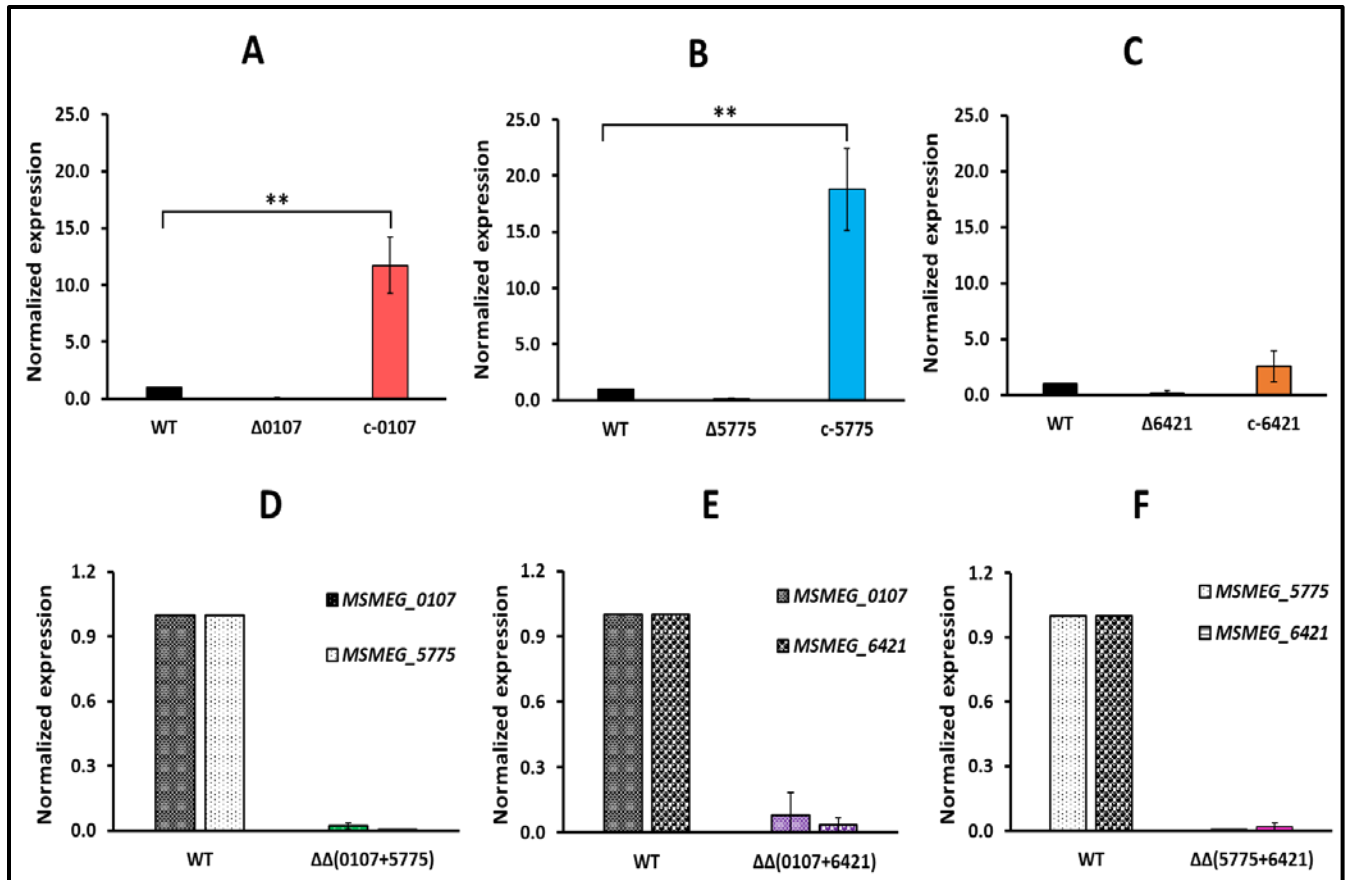 A
B
C
Normalized expression
25.0
20.0
15.0
10.0
5.0
0.0
**
WT
Δ0107
c-0107
Normalized expression
25.0
20.0
15.0
10.0
5.0
0.0
**
WT
Δ5775
c-5775
Normalized expression
25.0
20.0
15.0
10.0
5.0
0.0
WT
Δ6421
c-6421
D
E
F
Normalized expression
1.2
0.9
0.6
0.3
0.0
MSMEG_0107
MSMEG_5775
WT
ΔΔ(0107+5775)
Normalized expression
1.2
0.9
0.6
0.3
0.0
MSMEG_0107
MSMEG_6421
WT
ΔΔ(0107+6421)
Normalized expression
1.2
0.9
0.6
0.3
0.0
MSMEG_5775
MSMEG_6421
WT
ΔΔ(5775+6421)